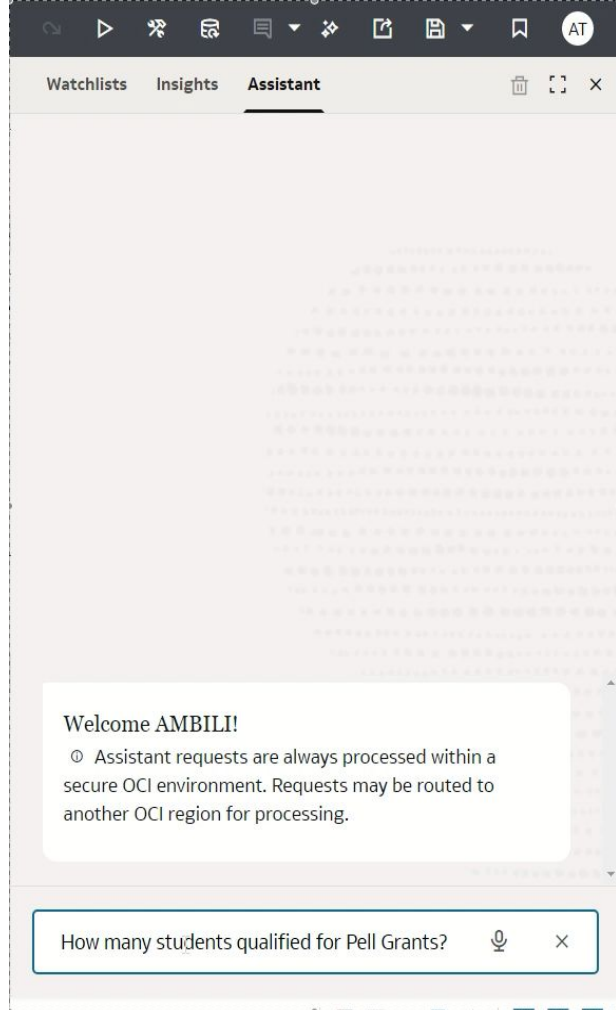 AT
Watchlists Insights Assistant
Welcome AMBILI!
Assistant requests are always processed within a
secure OCI environment. Requests may be routed to
another OCI region for processing.
How many students qualified for Pell Grants?